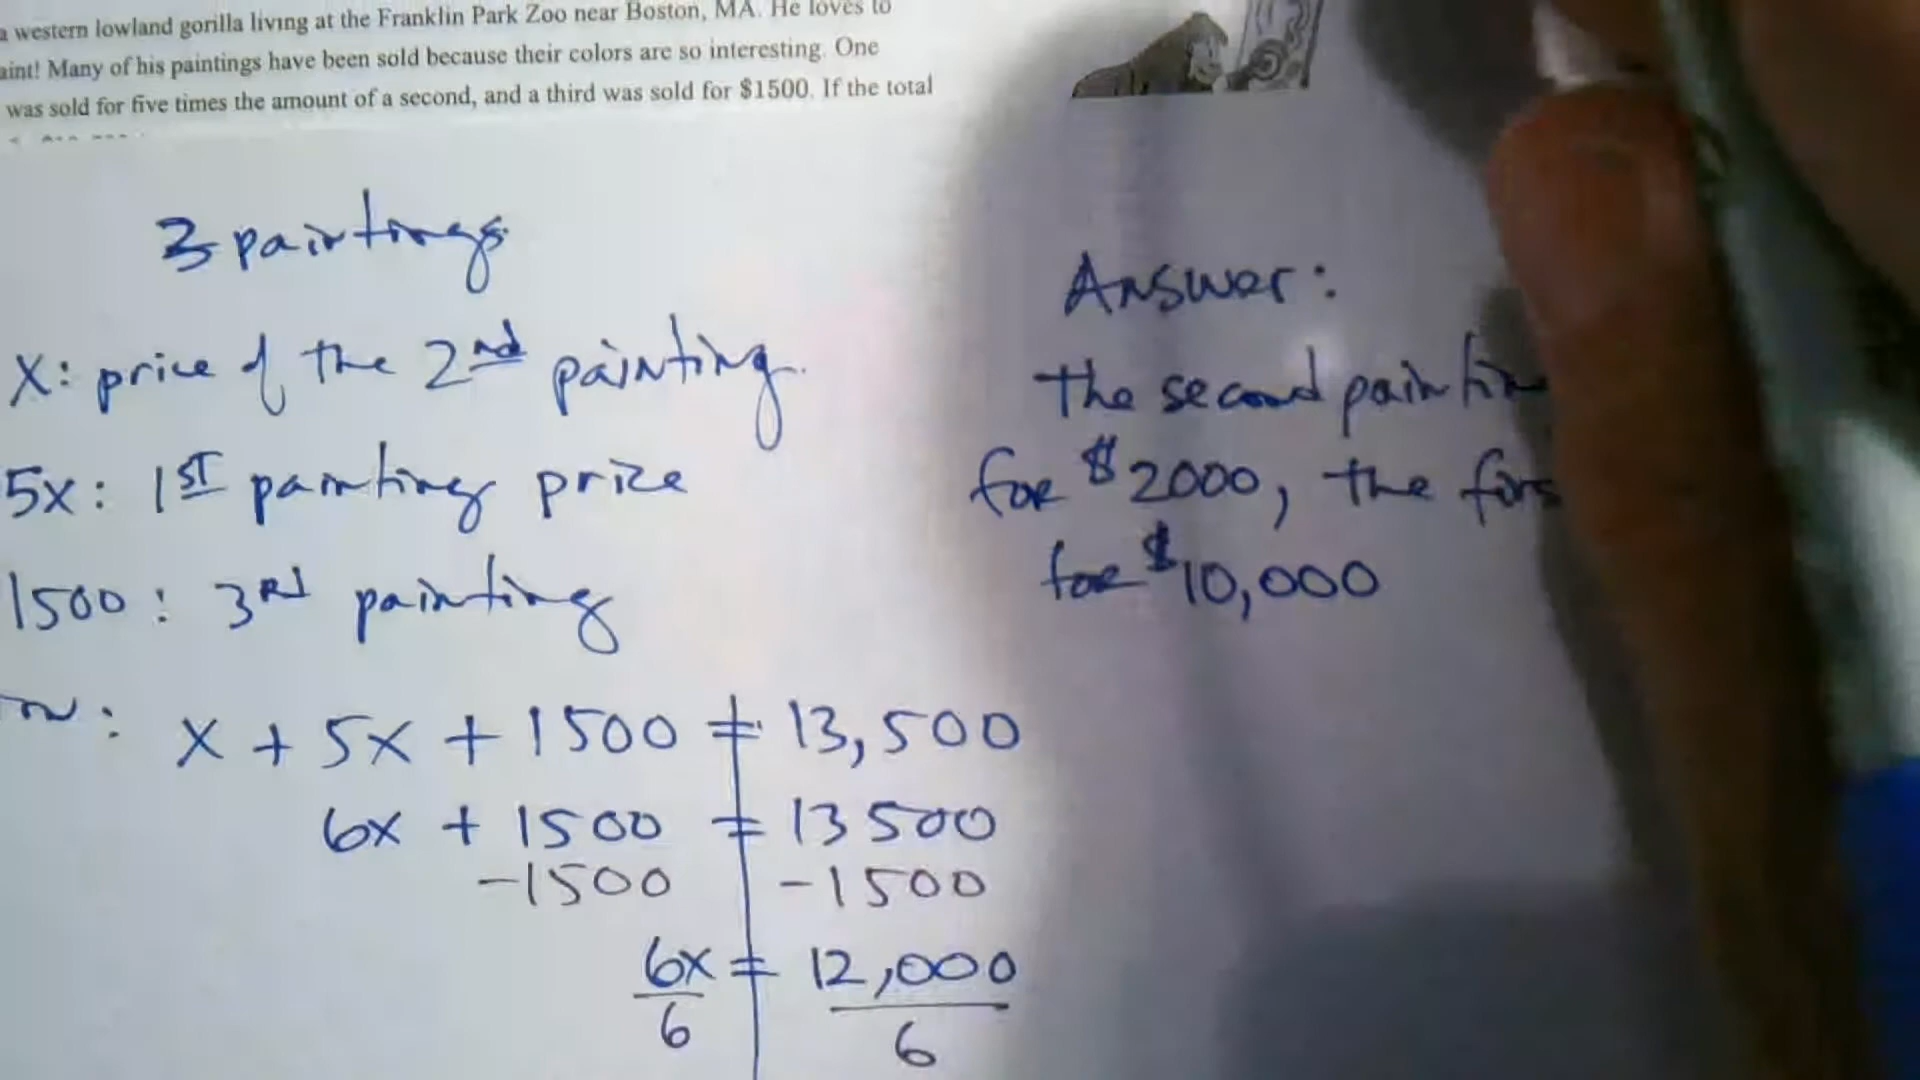 a western lowland gorilla living at the Franklin Park Zoo near Boston, MA. He loves to
aint! Many of his paintings have been sold because their colors are so interesting. One
was sold for five times the amount of a second, and a third was sold for $1500. If the total
3 paintings
X: price of the 2nd painting.
5x: 1ST painting price
1500: 3Rd painting
: x + 5x + 1500 = 13,500
6x + 1500 = 13500
-1500 -1500
6x = 12,000
6 6
Answer:
the second paintin
for $2000, the firs
for $10,000